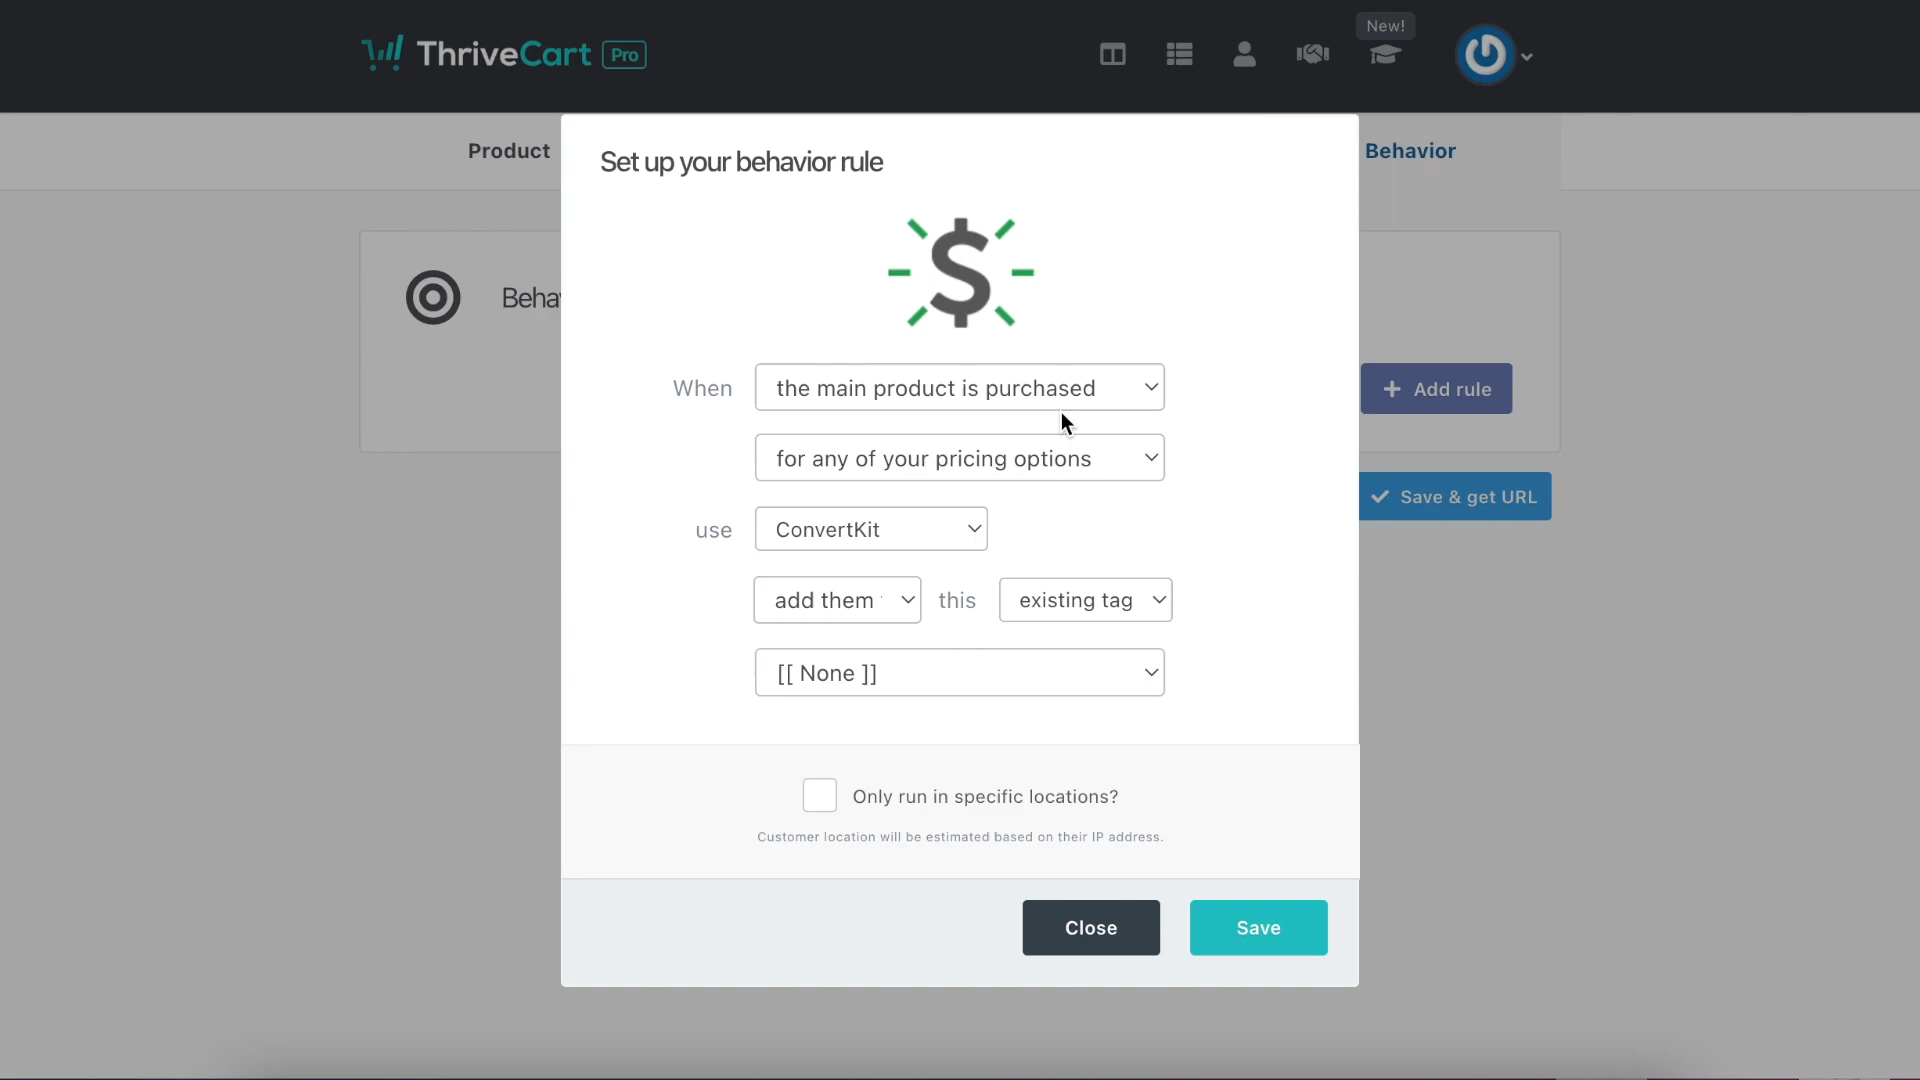 New!
ThriveCart Pro
Product
Behavior
Set up your behavior rule
When the main product is purchased
Add rule
for any of your pricing options
Save & get URL
use ConvertKit
add them this existing tag
[[ None ]]
Only run in specific locations?
Customer location will be estimated based on their IP address.
Close Save